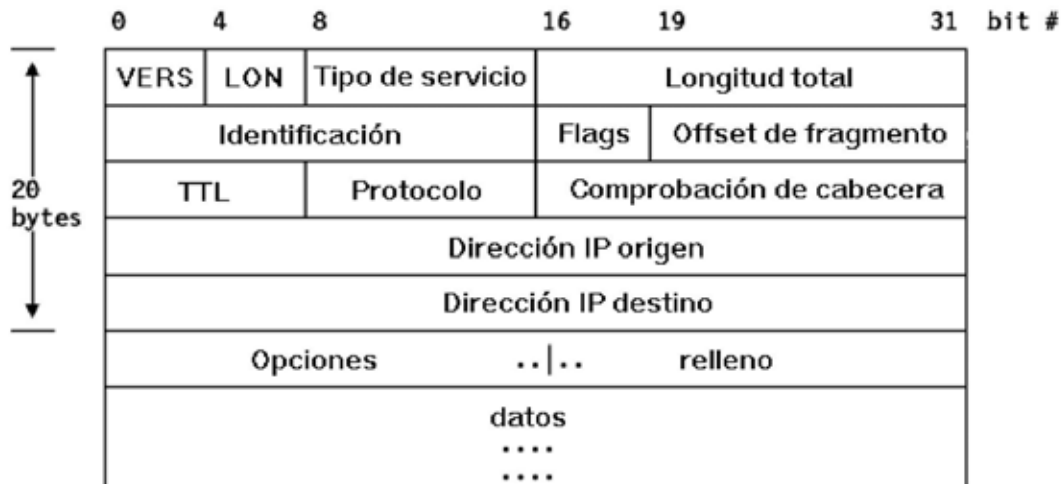 0 4 8 16 19 31 bit #
VERS LON Tipo de servicio Longitud total
Identificación Flags Offset de fragmento
20
bytes
TTL Protocolo Comprobación de cabecera
Dirección IP origen
Dirección IP destino
Opciones ..|.. relleno
datos
....
....